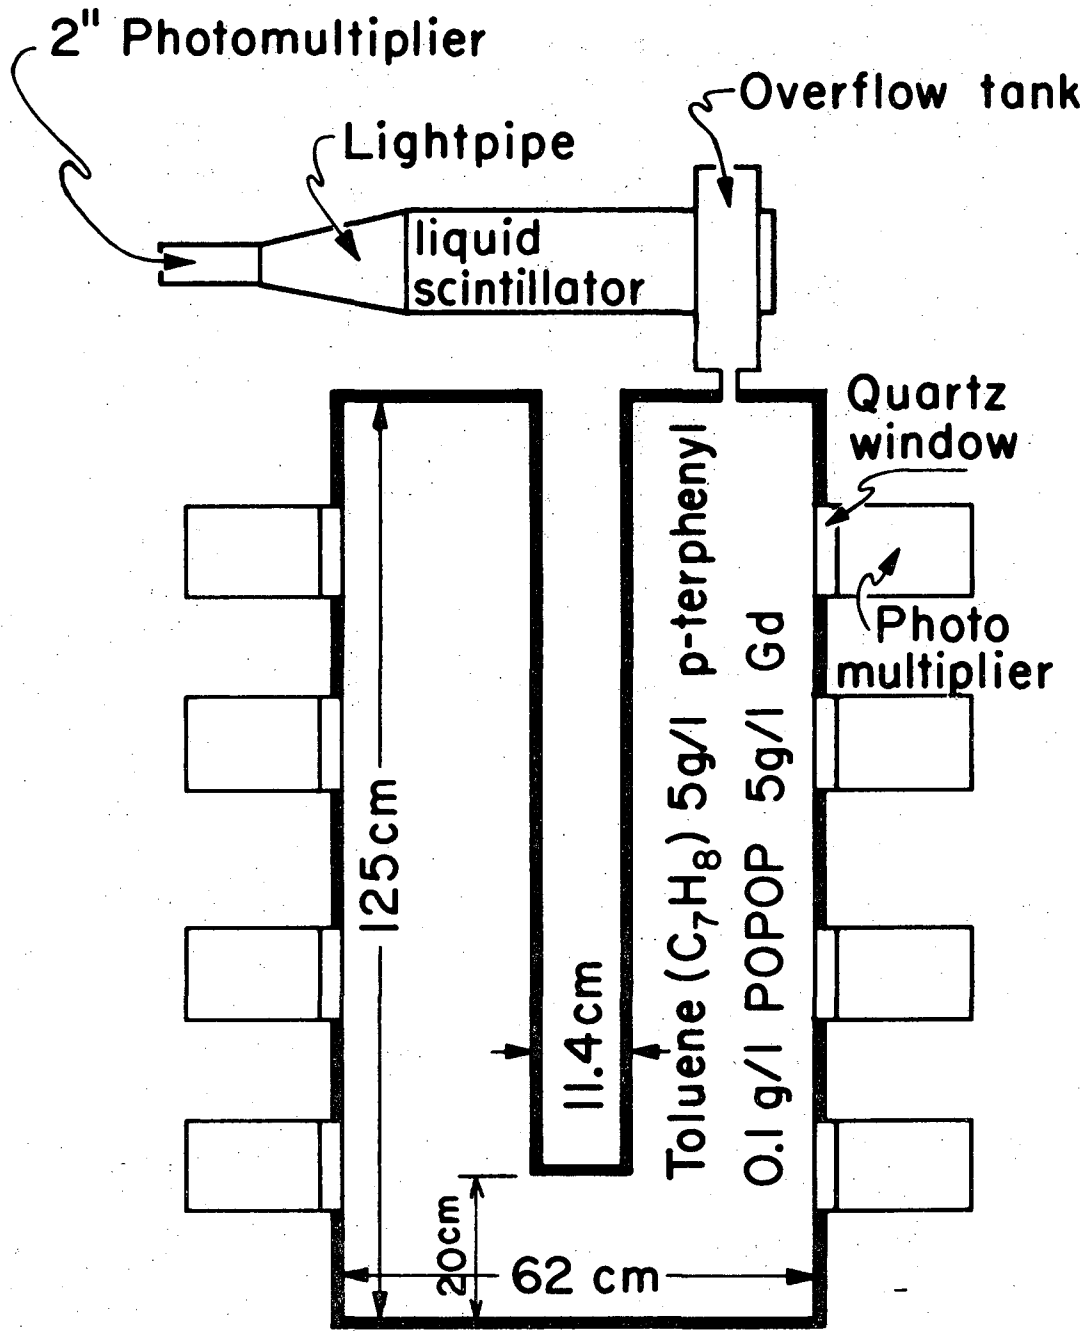 2" Photomultiplier
Overflow tank
Lightpipe
liquid
scintillator
Quartz
window
Photo
multiplier
125cm
11.4cm
Toluene (C₇H₈) 5g/l p-terphenyl
0.1 g/l POPOP 5g/l Gd
20cm
62 cm